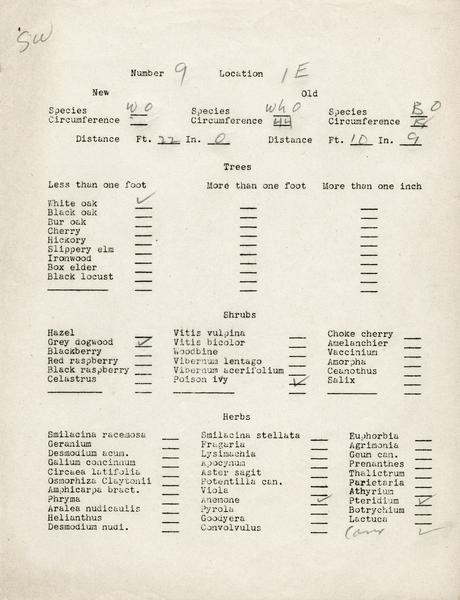 SW
Number 9 Location 1E
New Old
Species WO Species WhO Species BO
Circumference Circumference 44 Circumference
Distance Ft. 22 In. 0 Distance Ft. 10 In. 9
Trees
Less than one foot More than one foot More than one inch
White oak ✓
Black oak
Bur oak
Cherry
Hickory
Slippery elm
Ironwood
Box elder
Black locust
Shrubs
Hazel Vitis vulpina Choke cherry
Grey dogwood ✓ Vitis bicolor Amelanchier
Blackberry Woodbine Vaccinium
Red raspberry Vibernum lentago Amorpha
Black raspberry Vibernum acerifolium Ceanothus
Celastrus Poison ivy ✓ Salix
Herbs
Smilacina racemosa Smilacina stellata Euphorbia
Geranium Fragaria Agrimonia
Desmodium acum. Lysimachia Geum can.
Galium concinnum Apocynum Prenanthes
Circaea latifolia Aster sagit Thalictrum
Osmorhiza Claytonii Potentilla can. Parietaria
Amphicarpa bract. Viola Athyrium
Phryma Anemone ✓ Pteridium ✓
Aralea nudicaulis Pyrola Botrychium
Helianthus Goodyera Lactuca
Desmodium nudi. Convolvulus Carex ✓